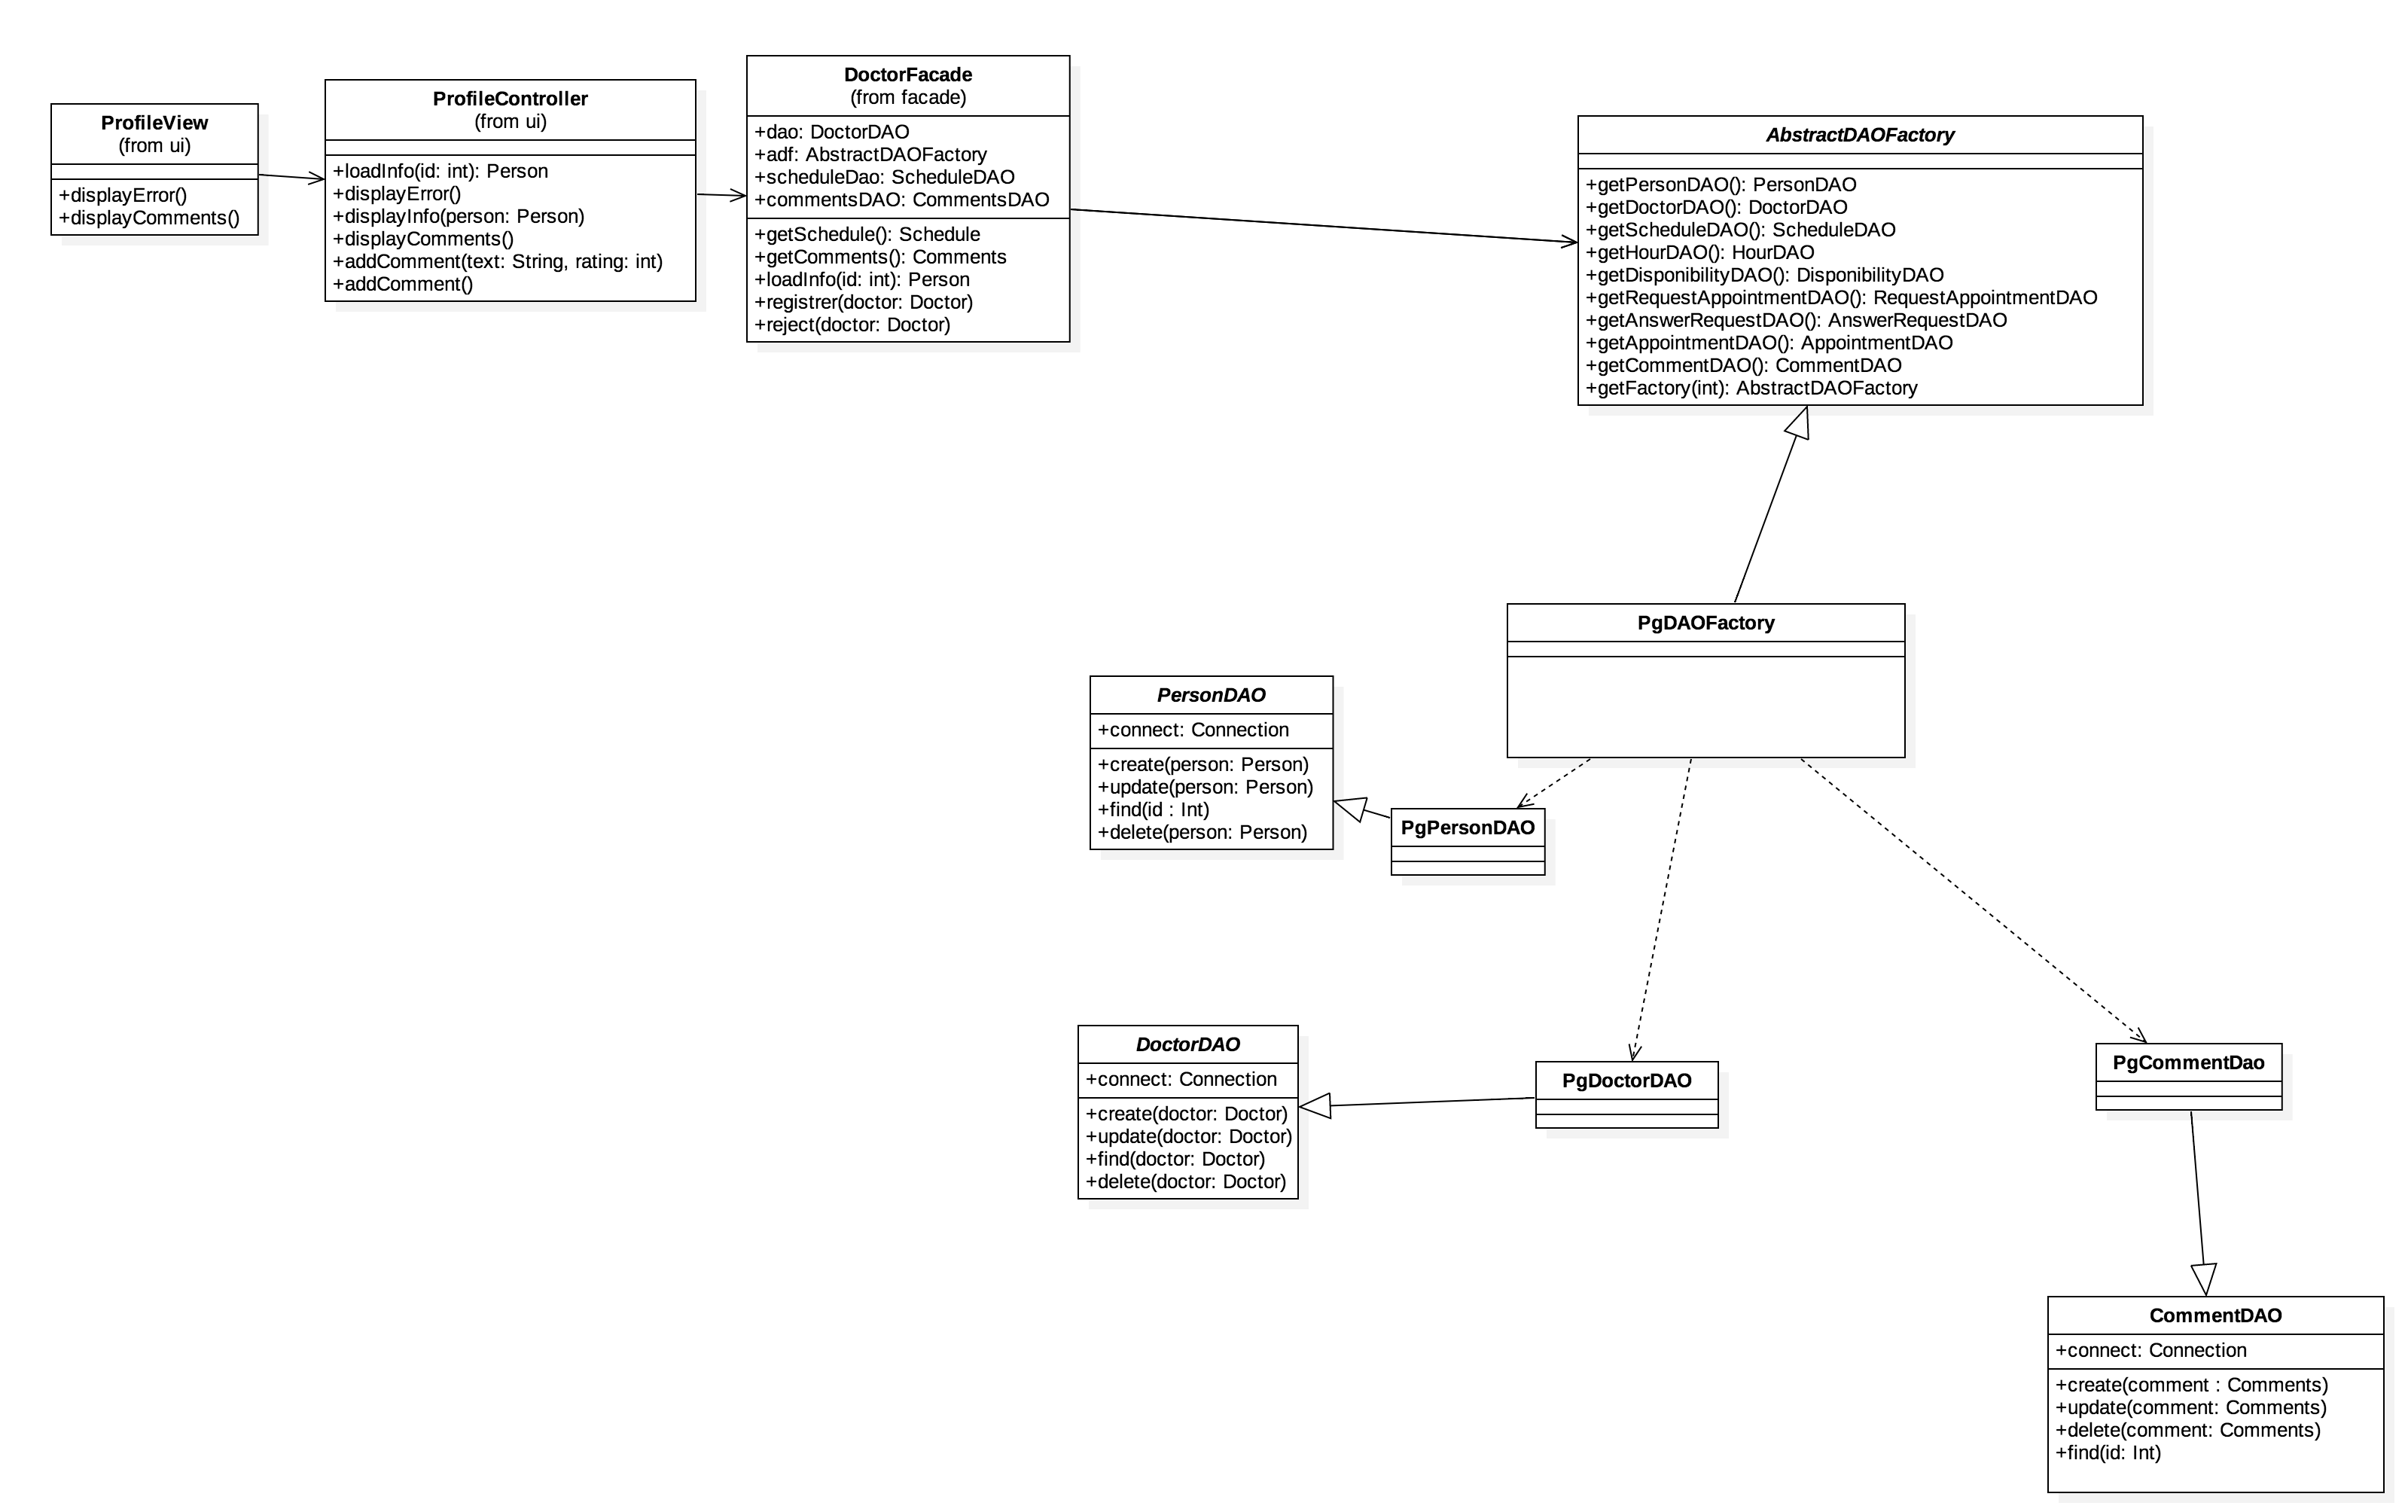 ProfileView
(from ui)
+displayError()
+displayComments()
ProfileController
(from ui)
+loadInfo(id: int): Person
+displayError()
+displayInfo(person: Person)
+displayComments()
+addComment(text: String, rating: int)
+addComment()
DoctorFacade
(from facade)
+dao: DoctorDAO
+adf: AbstractDAOFactory
+scheduleDao: ScheduleDAO
+commentsDAO: CommentsDAO
+getSchedule(): Schedule
+getComments(): Comments
+loadInfo(id: int): Person
+registrer(doctor: Doctor)
+reject(doctor: Doctor)
AbstractDAOFactory
+getPersonDAO(): PersonDAO
+getDoctorDAO(): DoctorDAO
+getScheduleDAO(): ScheduleDAO
+getHourDAO(): HourDAO
+getDisponibilityDAO(): DisponibilityDAO
+getRequestAppointmentDAO(): RequestAppointmentDAO
+getAnswerRequestDAO(): AnswerRequestDAO
+getAppointmentDAO(): AppointmentDAO
+getCommentDAO(): CommentDAO
+getFactory(int): AbstractDAOFactory
PgDAOFactory
PersonDAO
+connect: Connection
+create(person: Person)
+update(person: Person)
+find(id : Int)
+delete(person: Person)
PgPersonDAO
DoctorDAO
+connect: Connection
+create(doctor: Doctor)
+update(doctor: Doctor)
+find(doctor: Doctor)
+delete(doctor: Doctor)
PgDoctorDAO
PgCommentDao
CommentDAO
+connect: Connection
+create(comment : Comments)
+update(comment: Comments)
+delete(comment: Comments)
+find(id: Int)